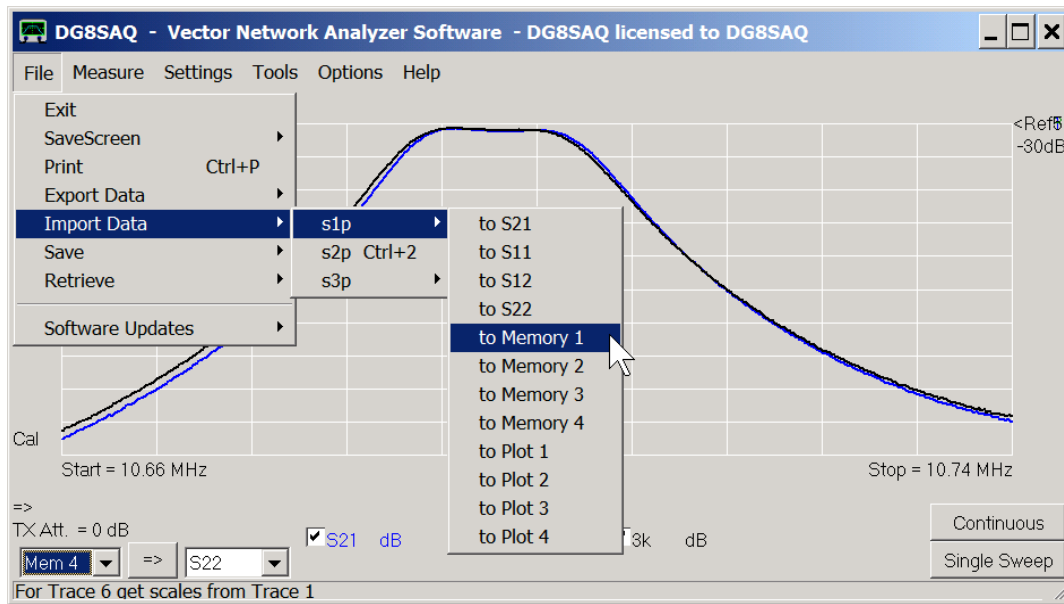 DG8SAQ - Vector Network Analyzer Software - DG8SAQ licensed to DG8SAQ
File Measure Settings Tools Options Help
Exit
SaveScreen
Print Ctrl+P
Export Data
Import Data
Save
Retrieve
Software Updates
s1p
s2p Ctrl+2
s3p
to S21
to S11
to S12
to S22
to Memory 1
to Memory 2
to Memory 3
to Memory 4
to Plot 1
to Plot 2
to Plot 3
to Plot 4
-30dB
Cal
Start = 10.66 MHz
Stop = 10.74 MHz
=>
TX Att. = 0 dB
S21 dB
3k dB
Mem 4
=>
S22
Continuous
Single Sweep
For Trace 6 get scales from Trace 1